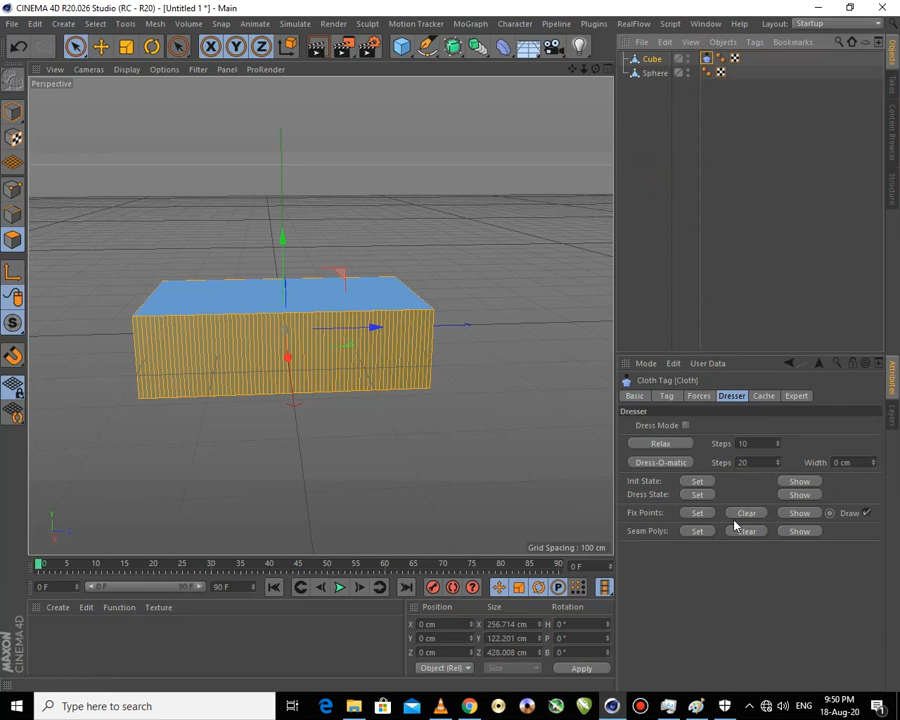 CINEMA 4D R20.026 Studio (RC - R20) - [Untitled 1 *] - Main
File Edit Create Select Tools Mesh Snap Animate Simulate Render Sculpt Motion Tracker MoGraph Character Pipeline Plugins RealFlow Script Window Help Layout: Startup
Volume
View Cameras Display Options Filter Panel ProRender
Perspective
File Edit View Objects Tags Bookmarks
Cube
Sphere
Objects
Takes
Content Browser
Structure
Mode Edit User Data
Cloth Tag [Cloth]
Basic Tag Forces Dresser Cache Expert
Dresser
Dress Mode
Relax Steps 10
Dress-O-matic Steps 20 Width 0 cm
Init State: Set Show
Dress State: Set Show
Fix Points: Set Clear Show Draw
Seam Polys: Set Clear Show
Attributes
Layers
Y
Grid Spacing : 100 cm
0 5 10 15 20 25 30 35 40 45 50 55 60 65 70 75 80 85 90 0 F
0 F 0 F 90 F 90 F
Create Edit Function Texture
Position Size Rotation
X 0 cm X 256.714 cm H 0 °
Y 0 cm Y 122.201 cm P 0 °
Z 0 cm Z 428.008 cm B 0 °
Object (Rel) Size Apply
MAXON
CINEMA 4D
Type here to search
ENG
9:50 PM
18-Aug-20
1